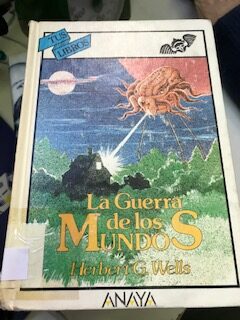 TUS
LIBROS
La Guerra
de los
MUNDOS
Herbert G. Wells
ANAYA